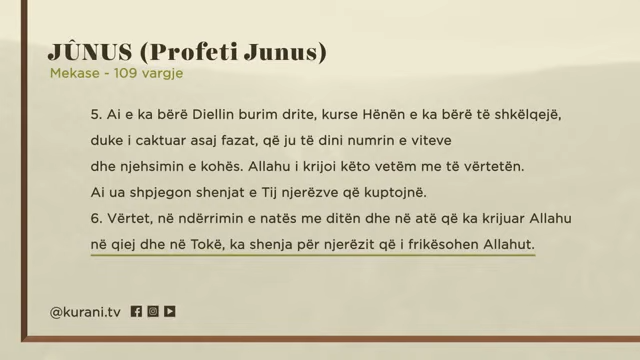 JÛNUS (Profeti Junus)
Mekase - 109 vargje
5. Ai e ka bërë Diellin burim drite, kurse Hënën e ka bërë të shkëlqejë,
duke i caktuar asaj fazat, që ju të dini numrin e viteve
dhe njehsimin e kohës. Allahu i krijoi këto vetëm me të vërtetën.
Ai ua shpjegon shenjat e Tij njerëzve që kuptojnë.
6. Vërtet, në ndërrimin e natës me ditën dhe në atë që ka krijuar Allahu
në qiej dhe në Tokë, ka shenja për njerëzit që i frikësohen Allahut.
@kurani.tv